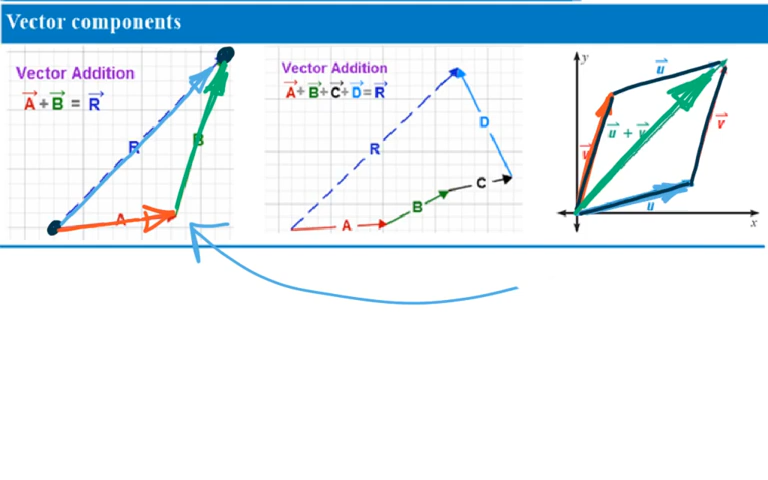 Vector components
Vector Addition
A + B = R
R
B
A
Vector Addition
A + B + C + D = R
R
D
C
B
A
y
u
v
u + v
v
u
x